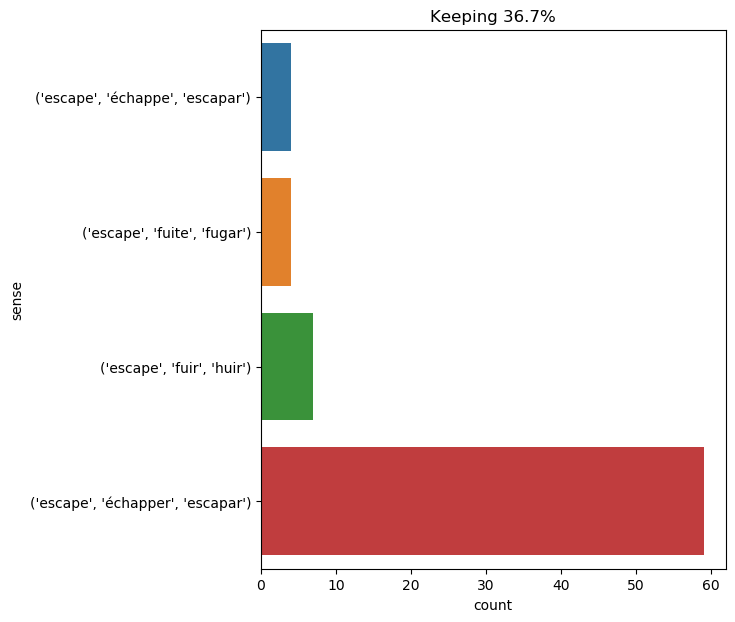 Keeping 36.7%
('escape', 'échappe', 'escapar')
('escape', 'fuite', 'fugar')
sense
('escape', 'fuir', 'huir')
('escape', 'échapper', 'escapar')
0 10 20 30 40 50 60
count